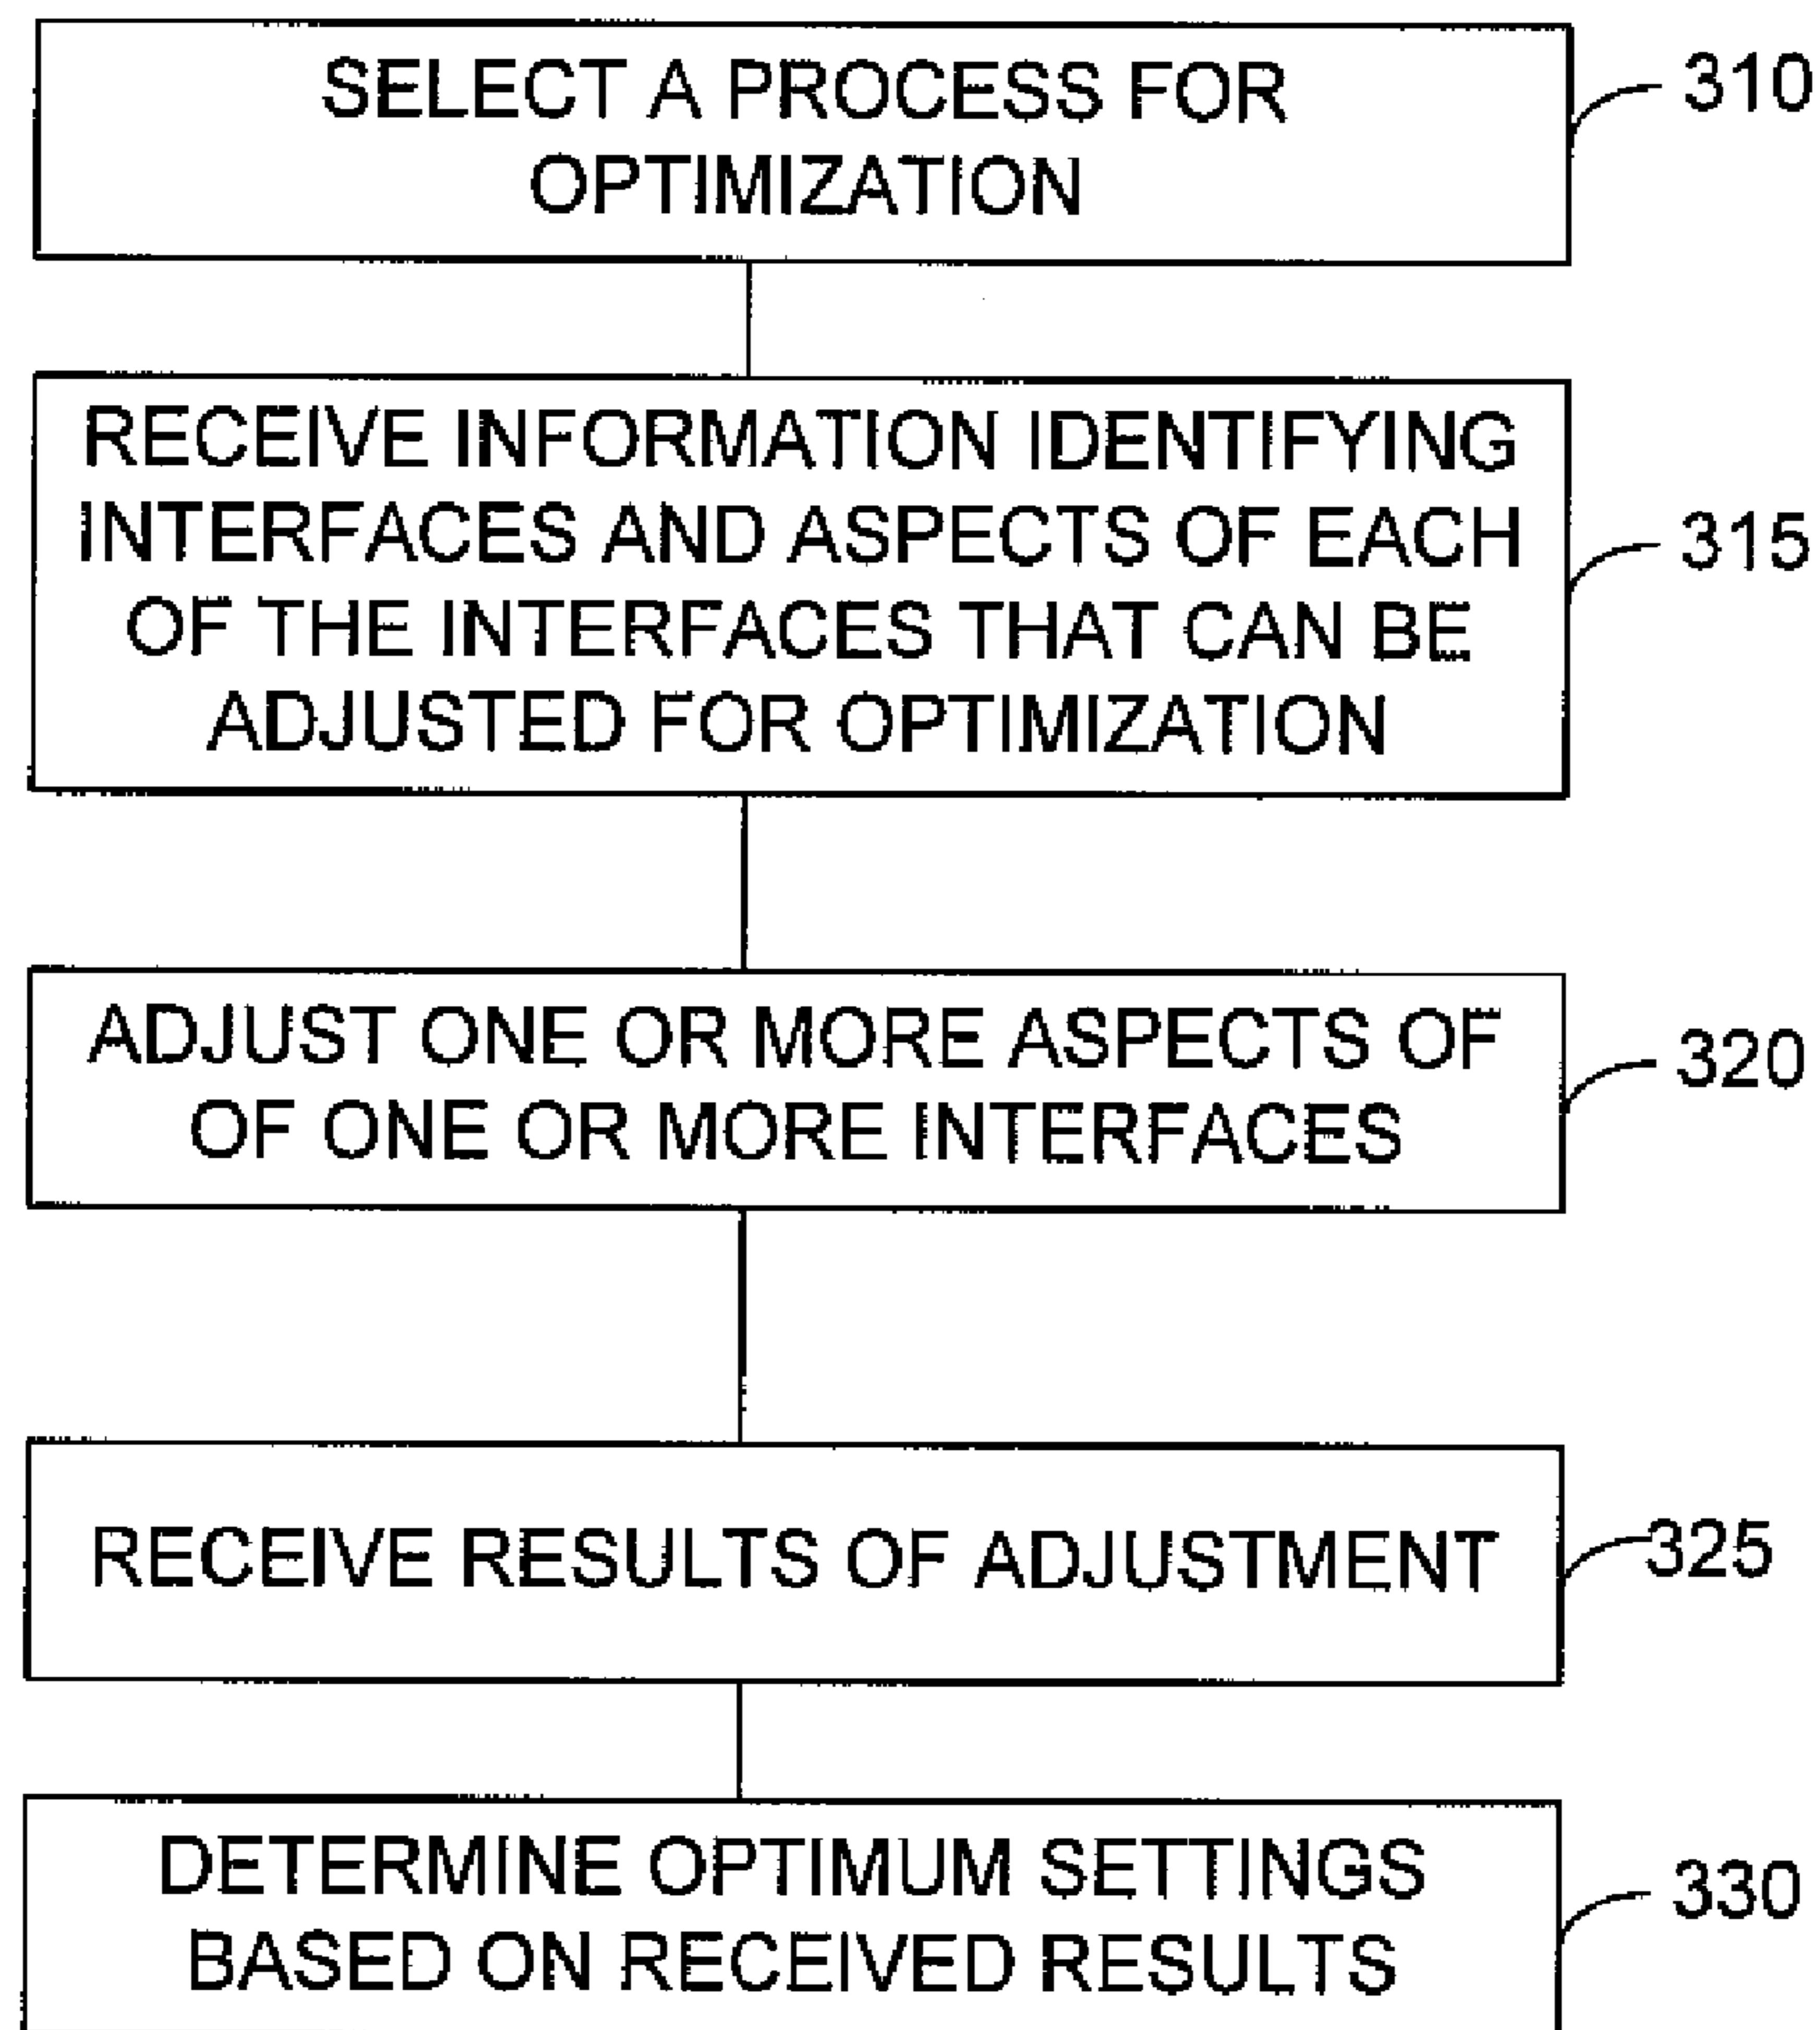 SELECT A PROCESS FOR
OPTIMIZATION
310
RECEIVE INFORMATION IDENTIFYING
INTERFACES AND ASPECTS OF EACH
OF THE INTERFACES THAT CAN BE
ADJUSTED FOR OPTIMIZATION
315
ADJUST ONE OR MORE ASPECTS OF
OF ONE OR MORE INTERFACES
320
RECEIVE RESULTS OF ADJUSTMENT
325
DETERMINE OPTIMUM SETTINGS
BASED ON RECEIVED RESULTS
330